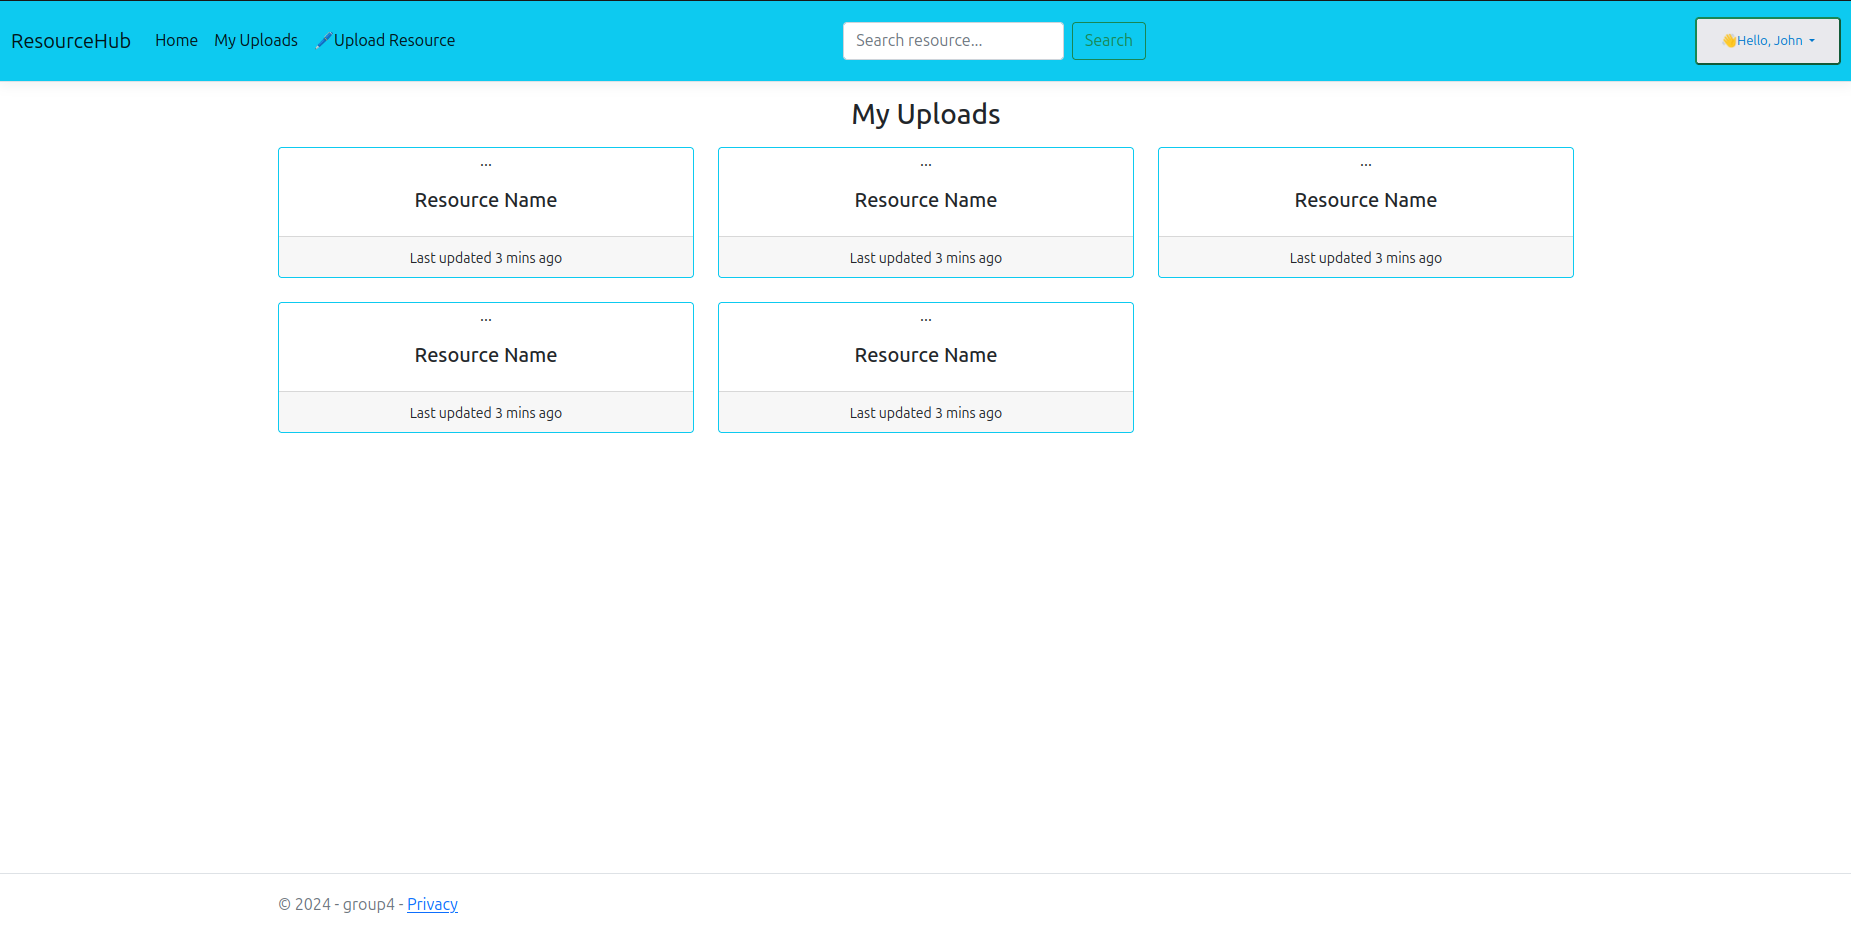 ResourceHub Home My Uploads 🖊️Upload Resource Search resource... Search 👋Hello, John
My Uploads
... ... ...
Resource Name Resource Name Resource Name
Last updated 3 mins ago Last updated 3 mins ago Last updated 3 mins ago
... ...
Resource Name Resource Name
Last updated 3 mins ago Last updated 3 mins ago
© 2024 - group4 - Privacy